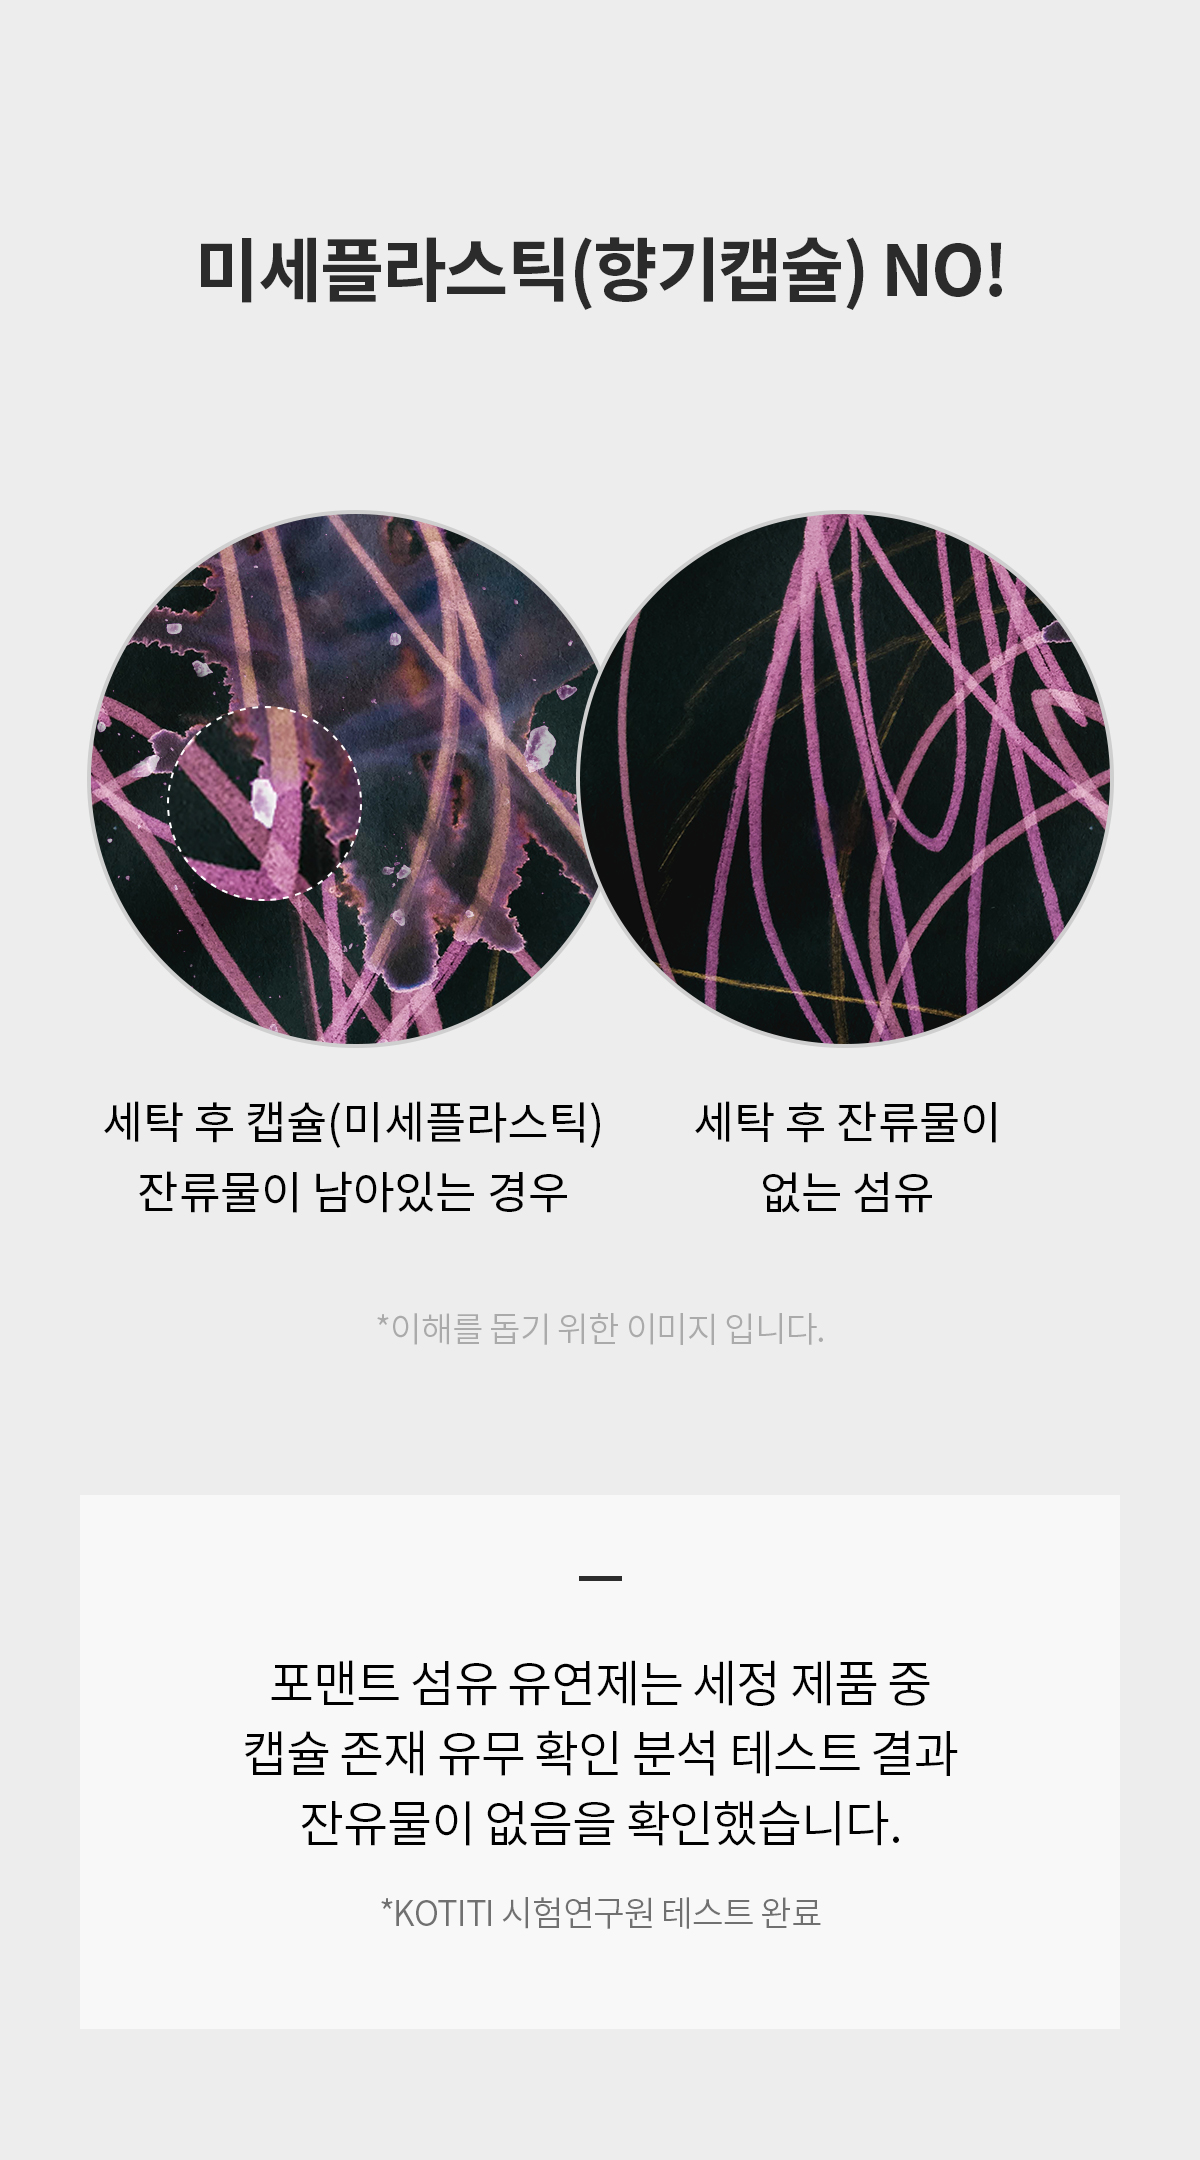 미세플라스틱(향기캡슐) NO!
세탁 후 캡슐(미세플라스틱)
잔류물이 남아있는 경우
세탁 후 잔류물이
없는 섬유
*이해를 돕기 위한 이미지 입니다.
포맨트 섬유 유연제는 세정 제품 중
캡슐 존재 유무 확인 분석 테스트 결과
잔유물이 없음을 확인했습니다.
*KOTITI 시험연구원 테스트 완료